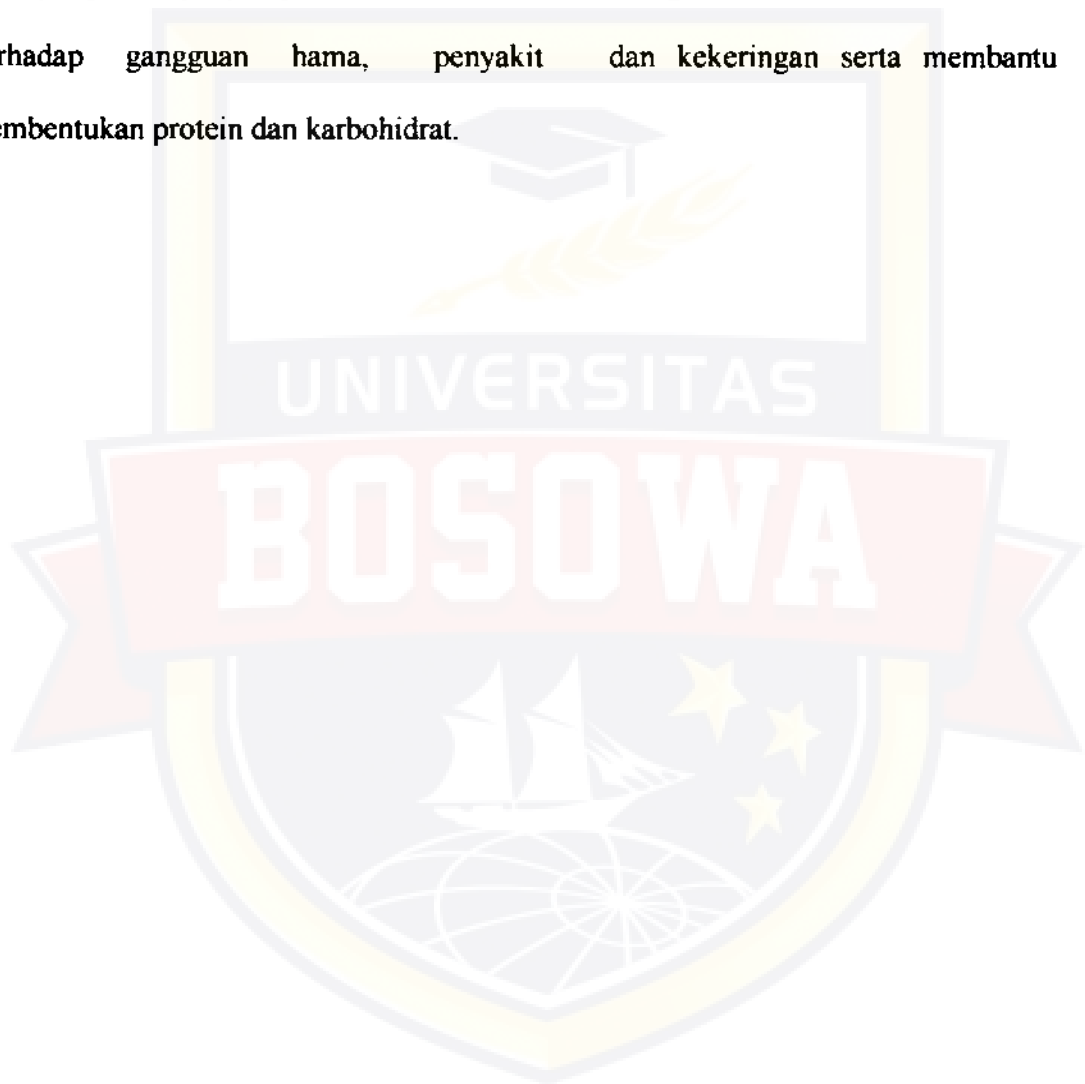 rhadap gangguan hama, penyakit dan kekeringan serta membantu
embentukan protein dan karbohidrat.
UNIVERSITAS
BOSOWA